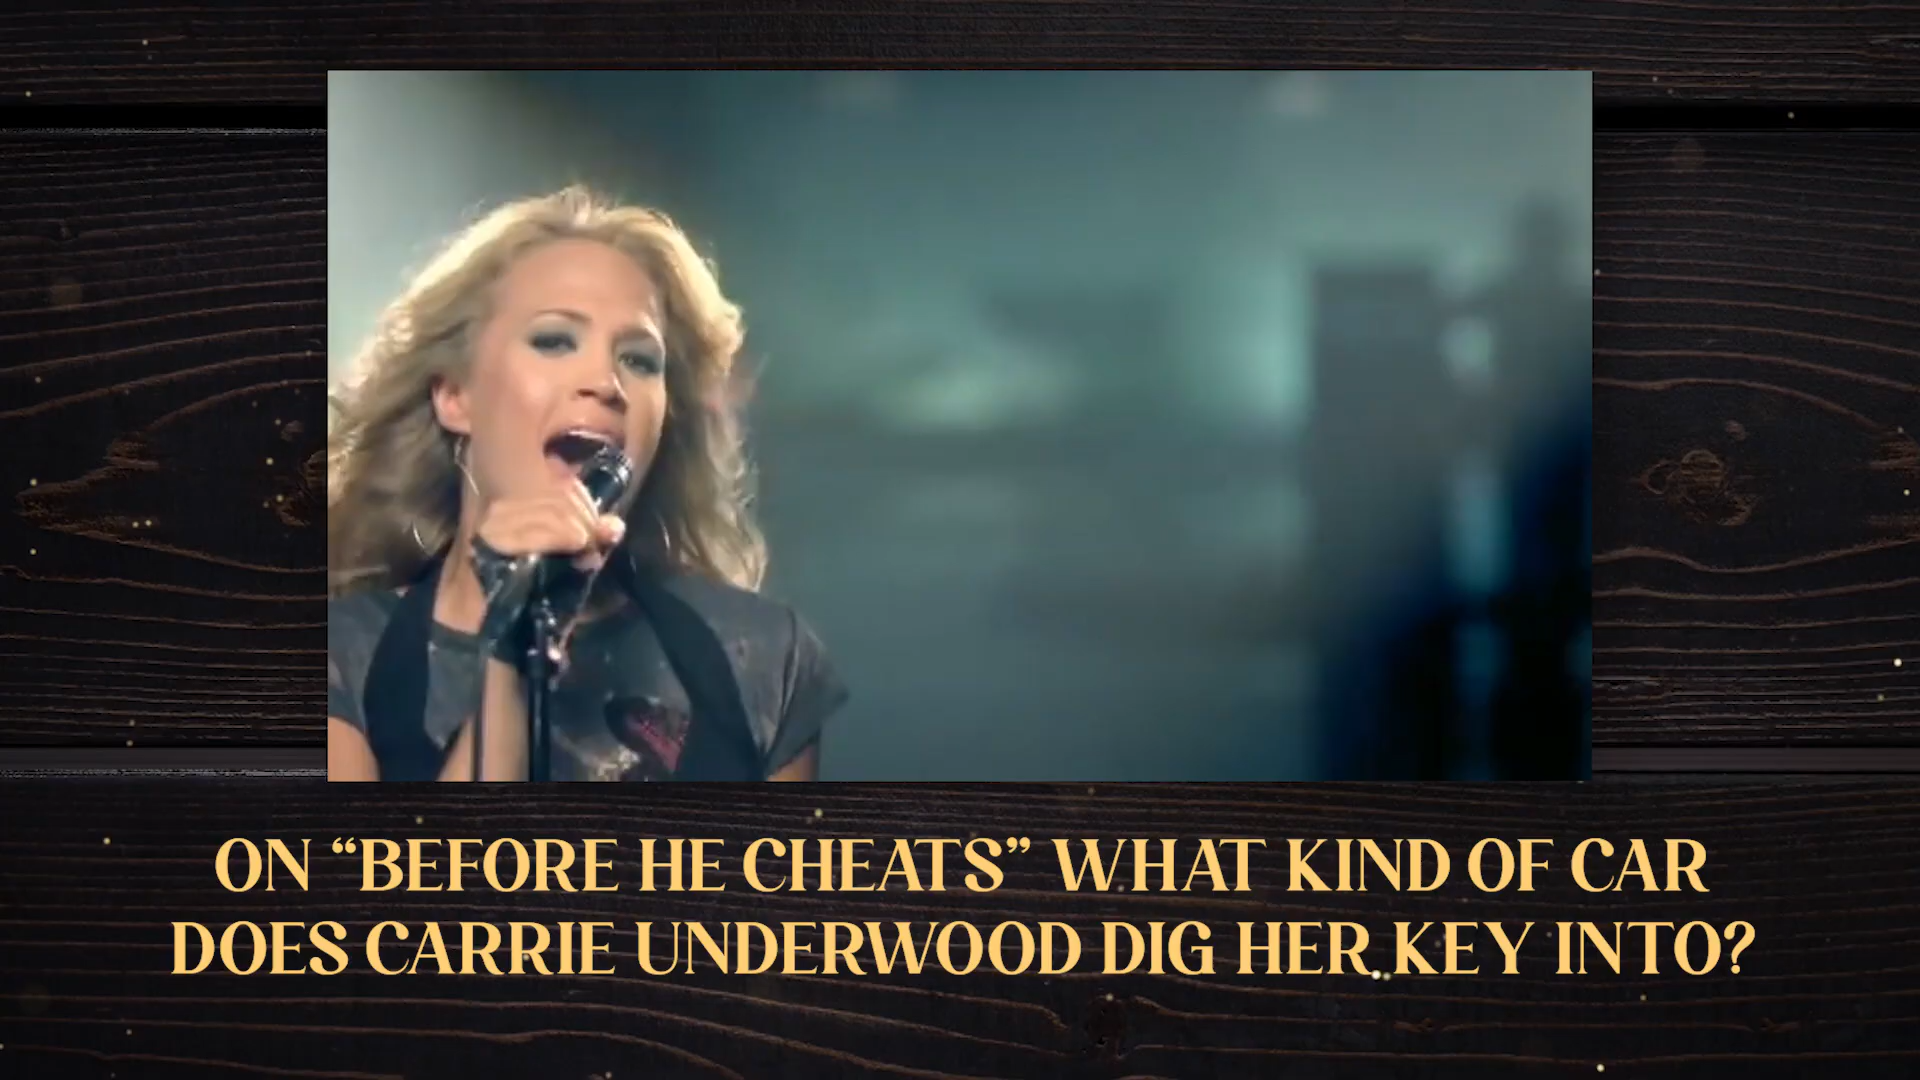 ON “BEFORE HE CHEATS” WHAT KIND OF CAR
DOES CARRIE UNDERWOOD DIG HER KEY INTO?